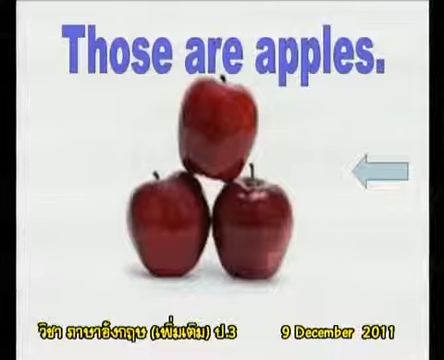 Those are apples.
วิชา ภาษาอังกฤษ (เพิ่มเติม) ป.3 9 December 2011